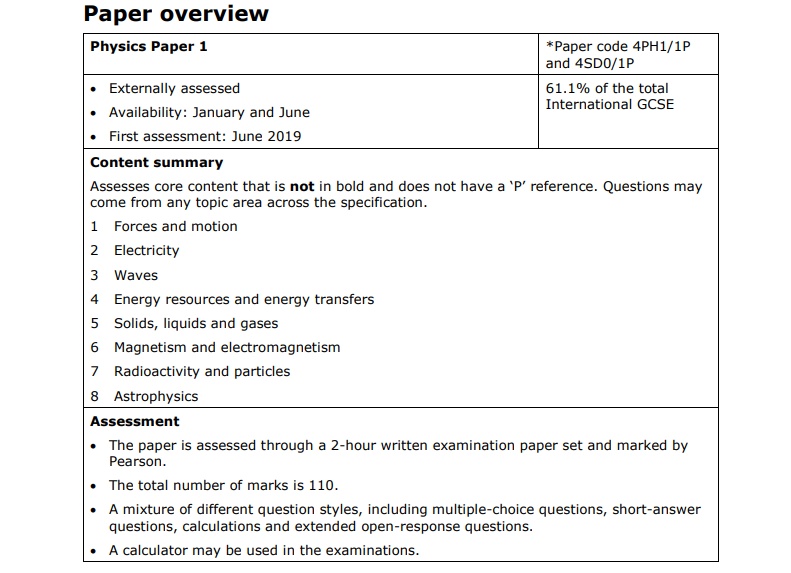 Paper overview
Physics Paper 1
*Paper code 4PH1/1P
and 4SD0/1P
• Externally assessed
• Availability: January and June
• First assessment: June 2019
61.1% of the total
International GCSE
Content summary
Assesses core content that is not in bold and does not have a ‘P’ reference. Questions may
come from any topic area across the specification.
1 Forces and motion
2 Electricity
3 Waves
4 Energy resources and energy transfers
5 Solids, liquids and gases
6 Magnetism and electromagnetism
7 Radioactivity and particles
8 Astrophysics
Assessment
• The paper is assessed through a 2-hour written examination paper set and marked by
Pearson.
• The total number of marks is 110.
• A mixture of different question styles, including multiple-choice questions, short-answer
questions, calculations and extended open-response questions.
• A calculator may be used in the examinations.